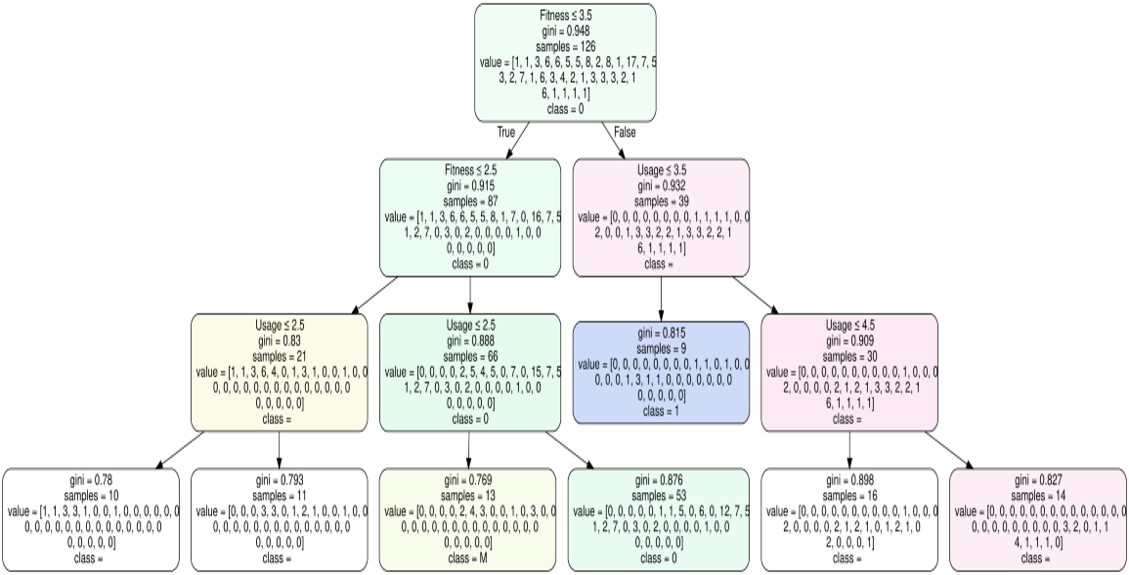 Fitness ≤ 3.5
gini = 0.948
samples = 126
value = [1, 1, 3, 6, 6, 5, 5, 8, 2, 8, 1, 17, 7, 5
3, 2, 7, 1, 6, 3, 4, 2, 1, 3, 3, 3, 2, 1
6, 1, 1, 1, 1]
class = 0
True
False
Fitness ≤ 2.5
gini = 0.915
samples = 87
value = [1, 1, 3, 6, 6, 5, 5, 8, 1, 7, 0, 16, 7, 5
1, 2, 7, 0, 3, 0, 2, 0, 0, 0, 0, 1, 0, 0
0, 0, 0, 0, 0]
class = 0
Usage ≤ 3.5
gini = 0.932
samples = 39
value = [0, 0, 0, 0, 0, 0, 0, 0, 1, 1, 1, 1, 0, 0
2, 0, 0, 1, 3, 3, 2, 2, 1, 3, 3, 2, 2, 1
6, 1, 1, 1, 1]
class =
Usage ≤ 2.5
gini = 0.83
samples = 21
value = [1, 1, 3, 6, 4, 0, 1, 3, 1, 0, 0, 1, 0, 0
0, 0, 0, 0, 0, 0, 0, 0, 0, 0, 0, 0, 0, 0
0, 0, 0, 0, 0]
class =
Usage ≤ 2.5
gini = 0.888
samples = 66
value = [0, 0, 0, 0, 2, 5, 4, 5, 0, 7, 0, 15, 7, 5
1, 2, 7, 0, 3, 0, 2, 0, 0, 0, 0, 1, 0, 0
0, 0, 0, 0, 0]
class = 0
gini = 0.815
samples = 9
value = [0, 0, 0, 0, 0, 0, 0, 0, 1, 1, 0, 1, 0, 0
0, 0, 0, 1, 3, 1, 1, 0, 0, 0, 0, 0, 0, 0
0, 0, 0, 0, 0]
class = 1
Usage ≤ 4.5
gini = 0.909
samples = 30
value = [0, 0, 0, 0, 0, 0, 0, 0, 0, 0, 1, 0, 0, 0
2, 0, 0, 0, 0, 2, 1, 2, 1, 3, 3, 2, 2, 1
6, 1, 1, 1, 1]
class =
gini = 0.78
samples = 10
value = [1, 1, 3, 3, 1, 0, 0, 1, 0, 0, 0, 0, 0, 0
0, 0, 0, 0, 0, 0, 0, 0, 0, 0, 0, 0, 0, 0
0, 0, 0, 0, 0]
class =
gini = 0.793
samples = 11
value = [0, 0, 0, 3, 3, 0, 1, 2, 1, 0, 0, 1, 0, 0
0, 0, 0, 0, 0, 0, 0, 0, 0, 0, 0, 0, 0, 0
0, 0, 0, 0, 0]
class =
gini = 0.769
samples = 13
value = [0, 0, 0, 0, 2, 4, 3, 0, 0, 1, 0, 3, 0, 0
0, 0, 0, 0, 0, 0, 0, 0, 0, 0, 0, 0, 0, 0
0, 0, 0, 0, 0]
class = M
gini = 0.876
samples = 53
value = [0, 0, 0, 0, 0, 1, 1, 5, 0, 6, 0, 12, 7, 5
1, 2, 7, 0, 3, 0, 2, 0, 0, 0, 0, 1, 0, 0
0, 0, 0, 0, 0]
class = 0
gini = 0.898
samples = 16
value = [0, 0, 0, 0, 0, 0, 0, 0, 0, 0, 1, 0, 0, 0
2, 0, 0, 0, 0, 2, 1, 2, 1, 0, 1, 2, 1, 0
2, 0, 0, 0, 1]
class =
gini = 0.827
samples = 14
value = [0, 0, 0, 0, 0, 0, 0, 0, 0, 0, 0, 0, 0, 0
0, 0, 0, 0, 0, 0, 0, 0, 0, 3, 2, 0, 1, 1
4, 1, 1, 1, 0]
class =